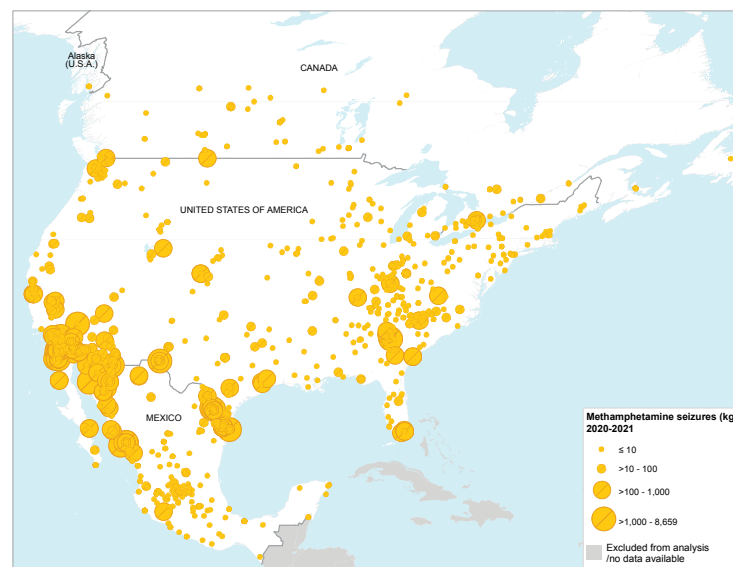 Alaska
(U.S.A.)
CANADA
UNITED STATES OF AMERICA
MEXICO
Methamphetamine seizures (kg
2020-2021
≤ 10
>10 - 100
>100 - 1,000
>1,000 - 8,659
Excluded from analysis
/no data available